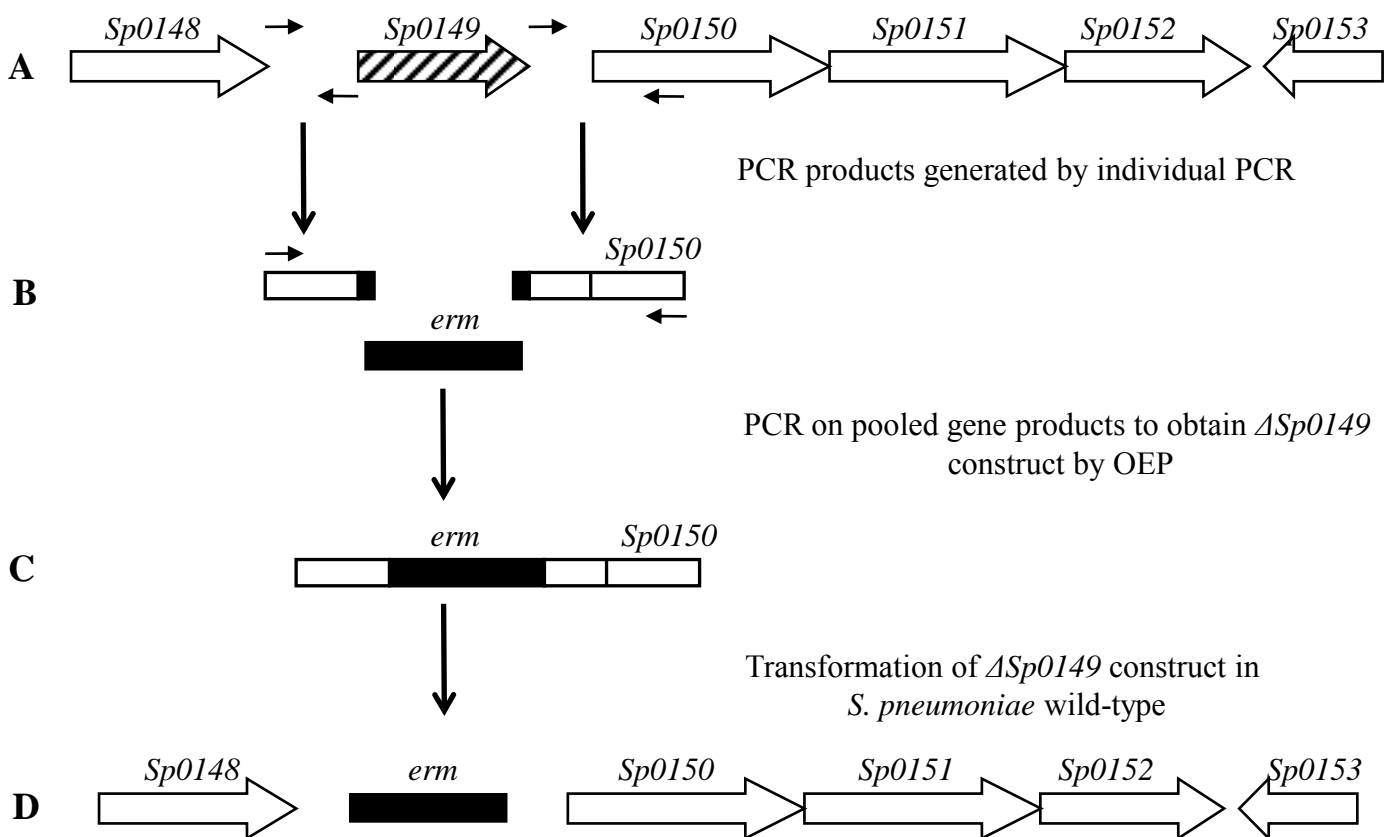 Sp0148 Sp0149 Sp0150 Sp0151 Sp0152 Sp0153
A
PCR products generated by individual PCR
Sp0150
B
erm
PCR on pooled gene products to obtain ΔSp0149
construct by OEP
erm Sp0150
C
Transformation of ΔSp0149 construct in
S. pneumoniae wild-type
Sp0148 erm Sp0150 Sp0151 Sp0152 Sp0153
D